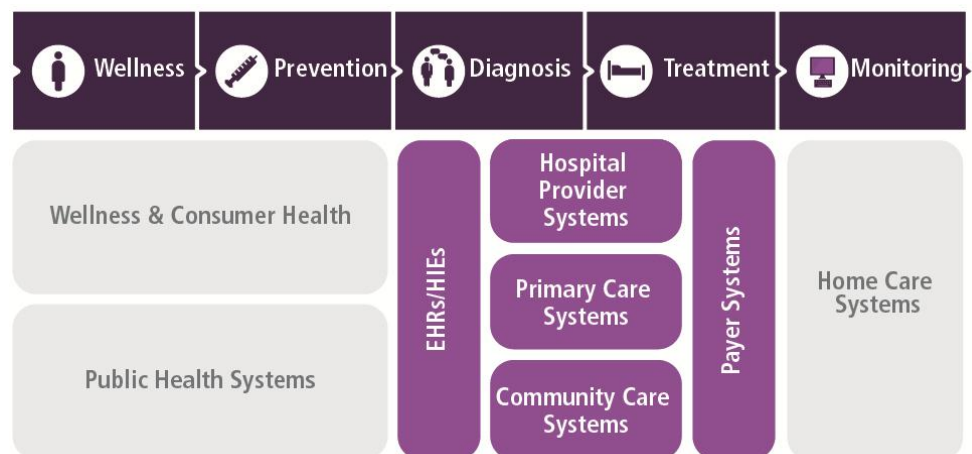 Wellness
Prevention
Diagnosis
Treatment
Monitoring
Wellness & Consumer Health
Public Health Systems
EHRs/HIEs
Hospital
Provider
Systems
Primary Care
Systems
Community Care
Systems
Payer Systems
Home Care
Systems